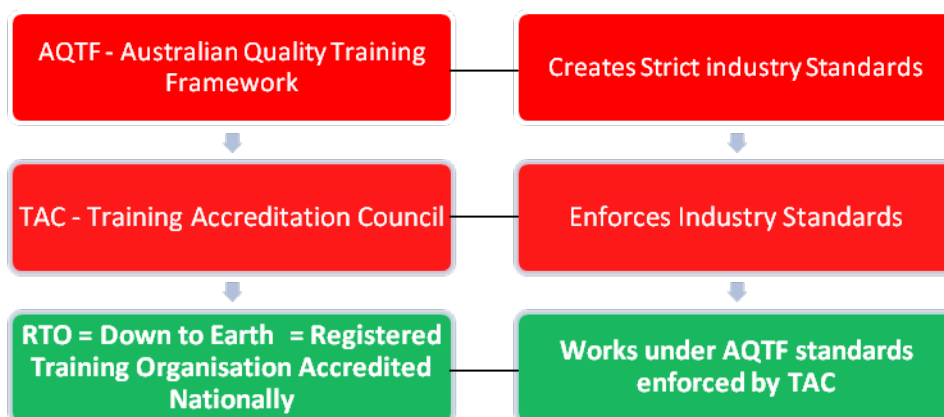 AQTF - Australian Quality Training
Framework
Creates Strict industry Standards
TAC - Training Accreditation Council
Enforces Industry Standards
RTO = Down to Earth = Registered
Training Organisation Accredited
Nationally
Works under AQTF standards
enforced by TAC